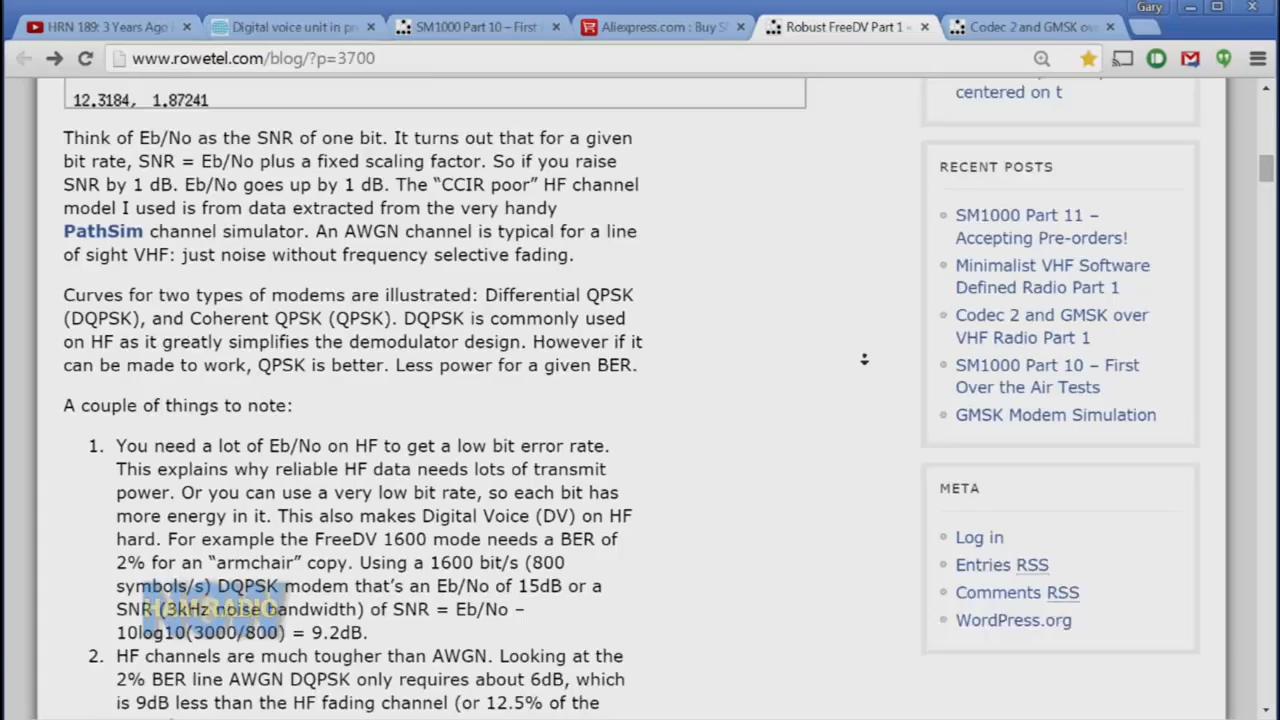 Gary
HRN 189: 3 Years Ago
Digital voice unit in pr
SM1000 Part 10 – First
Aliexpress.com : Buy S
Robust FreeDV Part 1 «
Codec 2 and GMSK ov
www.rowetel.com/blog/?p=3700
12.3184, 1.87241
Think of Eb/No as the SNR of one bit. It turns out that for a given
bit rate, SNR = Eb/No plus a fixed scaling factor. So if you raise
SNR by 1 dB. Eb/No goes up by 1 dB. The “CCIR poor” HF channel
model I used is from data extracted from the very handy
PathSim channel simulator. An AWGN channel is typical for a line
of sight VHF: just noise without frequency selective fading.
Curves for two types of modems are illustrated: Differential QPSK
(DQPSK), and Coherent QPSK (QPSK). DQPSK is commonly used
on HF as it greatly simplifies the demodulator design. However if it
can be made to work, QPSK is better. Less power for a given BER.
A couple of things to note:
1. You need a lot of Eb/No on HF to get a low bit error rate.
This explains why reliable HF data needs lots of transmit
power. Or you can use a very low bit rate, so each bit has
more energy in it. This also makes Digital Voice (DV) on HF
hard. For example the FreeDV 1600 mode needs a BER of
2% for an “armchair” copy. Using a 1600 bit/s (800
symbols/s) DQPSK modem that’s an Eb/No of 15dB or a
SNR (3kHz noise bandwidth) of SNR = Eb/No –
10log10(3000/800) = 9.2dB.
2. HF channels are much tougher than AWGN. Looking at the
2% BER line AWGN DQPSK only requires about 6dB, which
is 9dB less than the HF fading channel (or 12.5% of the
HAM RADIO
centered on t
RECENT POSTS
SM1000 Part 11 –
Accepting Pre-orders!
Minimalist VHF Software
Defined Radio Part 1
Codec 2 and GMSK over
VHF Radio Part 1
SM1000 Part 10 – First
Over the Air Tests
GMSK Modem Simulation
META
Log in
Entries RSS
Comments RSS
WordPress.org